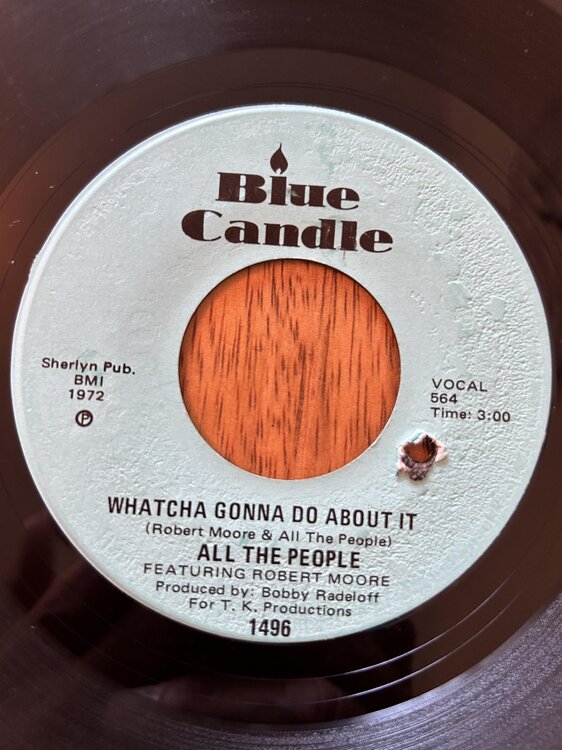 Blue
Candle
Sherlyn Pub.
BMI
1972
℗
VOCAL
564
Time: 3:00
WHATCHA GONNA DO ABOUT IT
(Robert Moore & All The People)
ALL THE PEOPLE
FEATURING ROBERT MOORE
Produced by: Bobby Radeloff
For T. K. Productions
1496